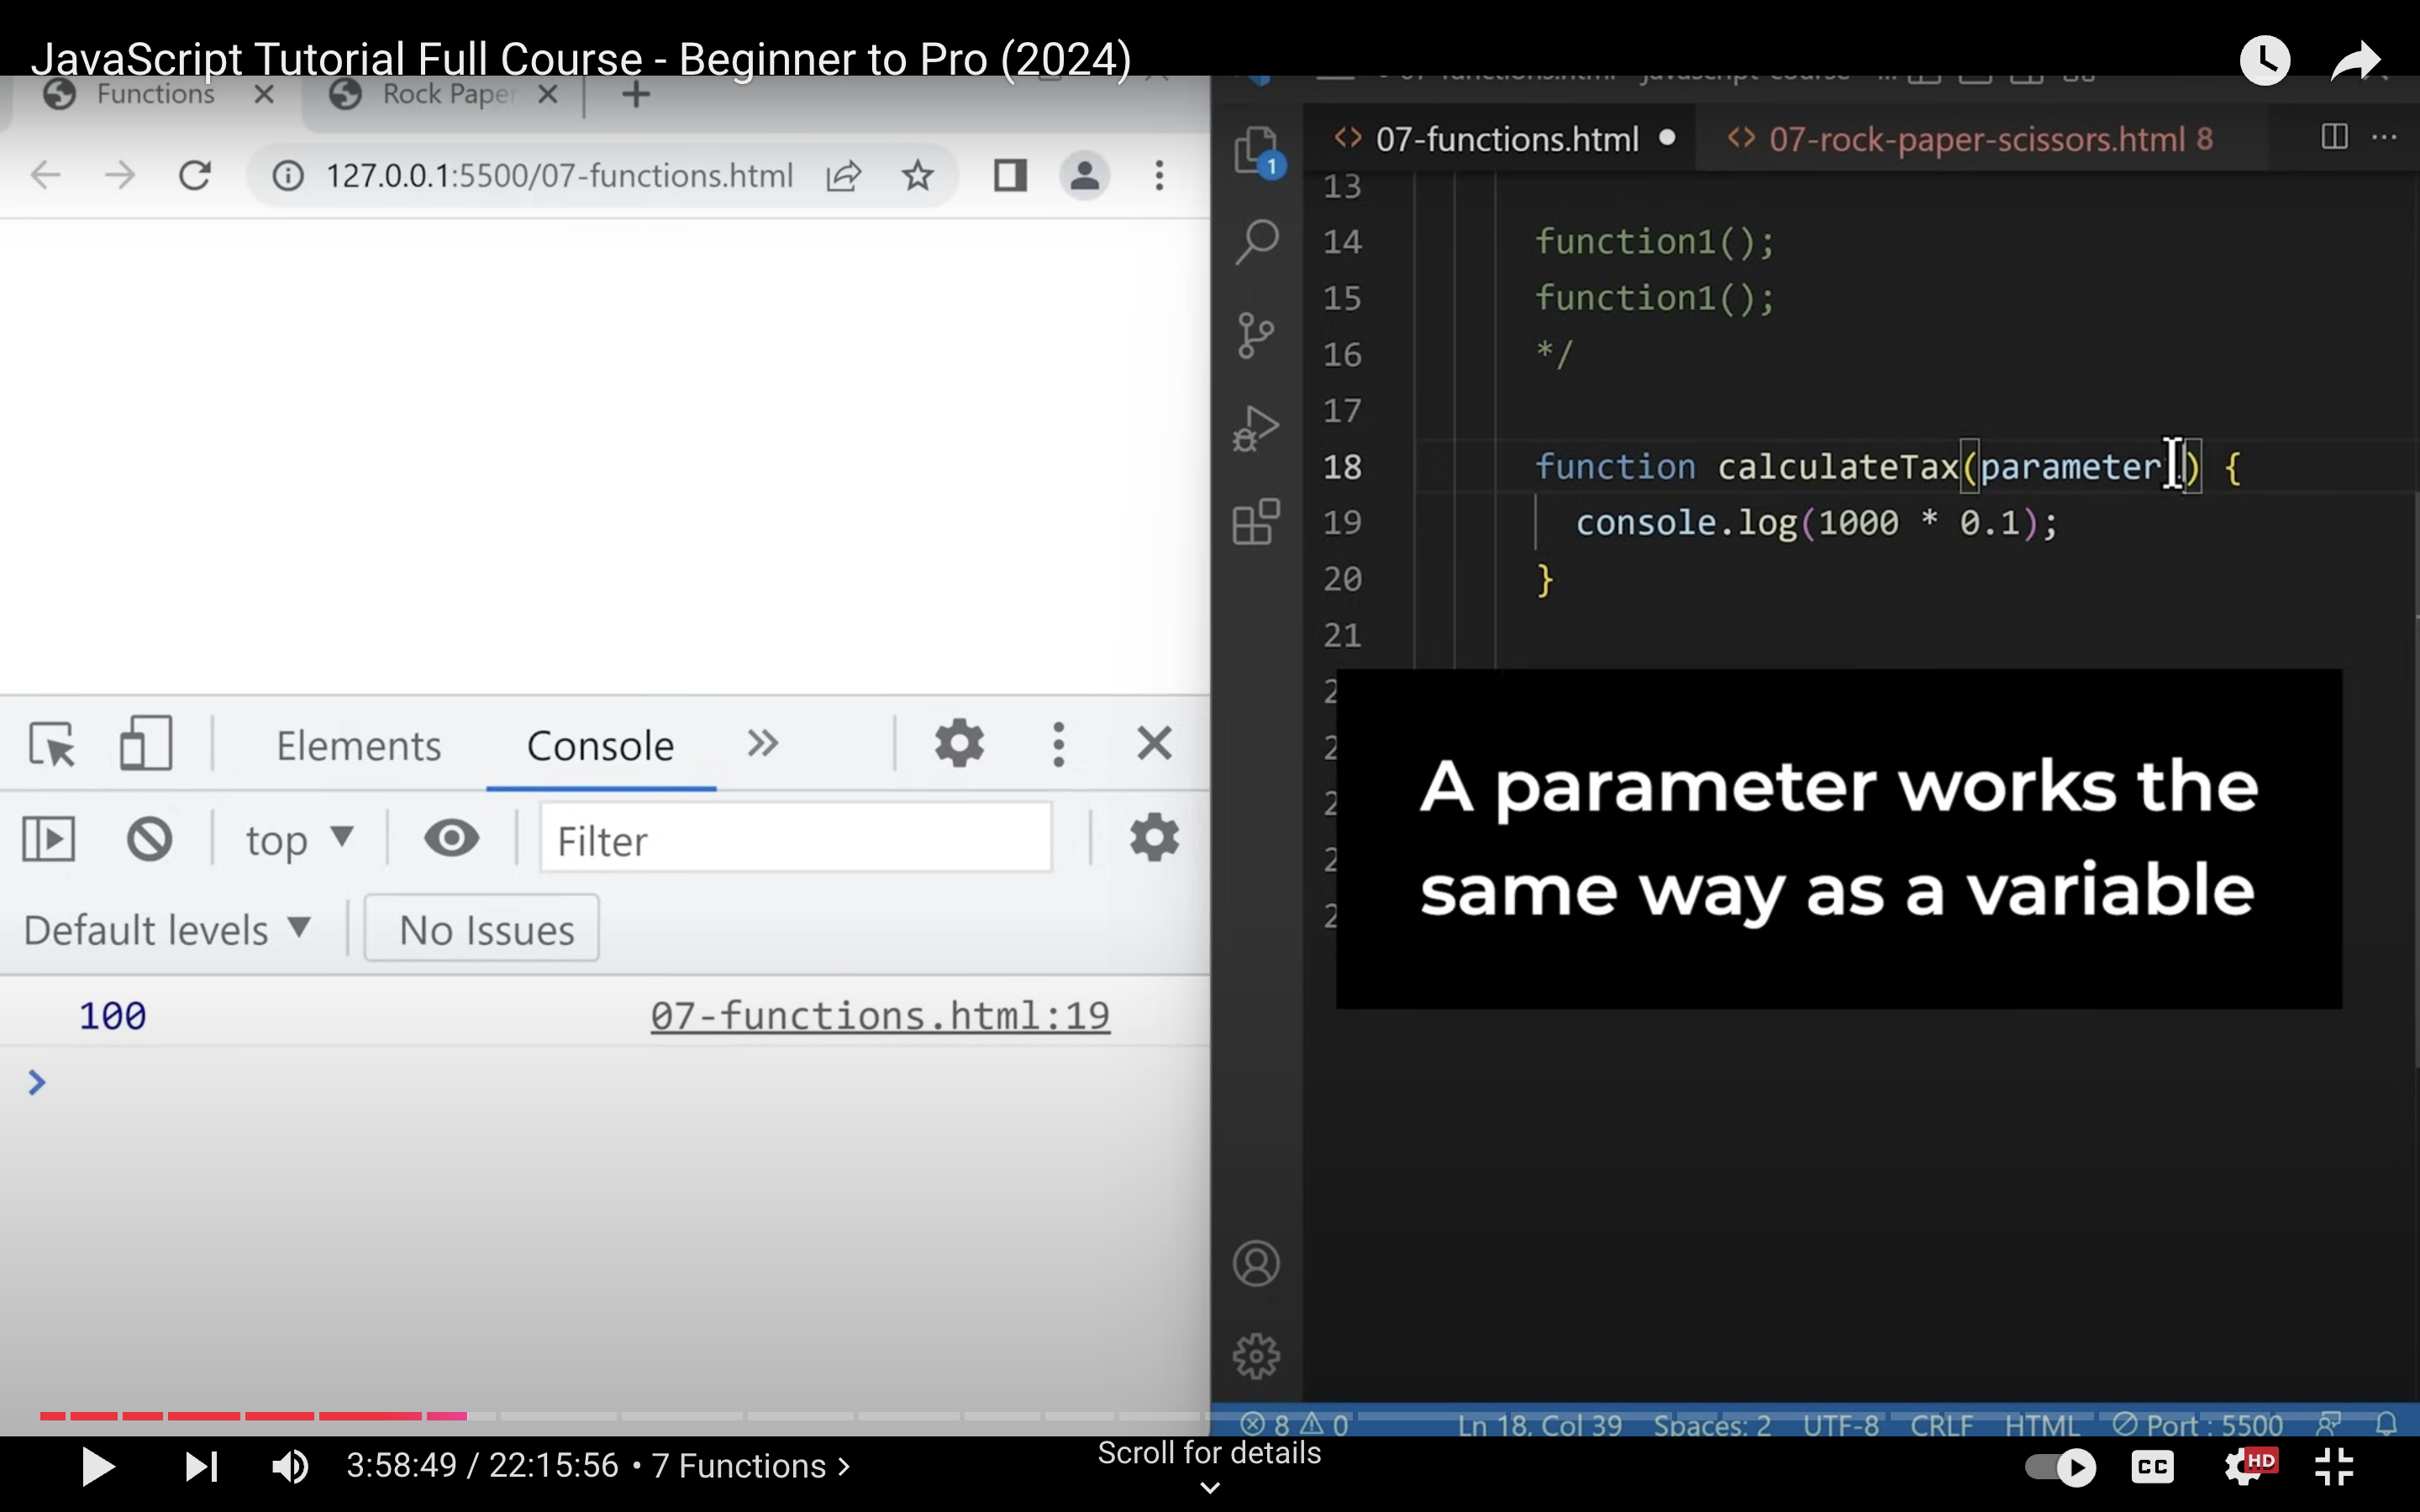 JavaScript Tutorial Full Course - Beginner to Pro (2024)
Functions
Rock Pape
127.0.0.1:5500/07-functions.html
07-functions.html
07-rock-paper-scissors.html 8
1
13
14 function1();
15 function1();
16 */
17
18 function calculateTax(parameter) {
19 console.log(1000 * 0.1);
20 }
21
A parameter works the
same way as a variable
Elements Console
top
Filter
Default levels
No Issues
100 07-functions.html:19
8 0 Ln 18, Col 39 Spaces: 2 UTF-8 CRLF HTML Port : 5500
3:58:49 / 22:15:56 • 7 Functions
Scroll for details
CC
HD